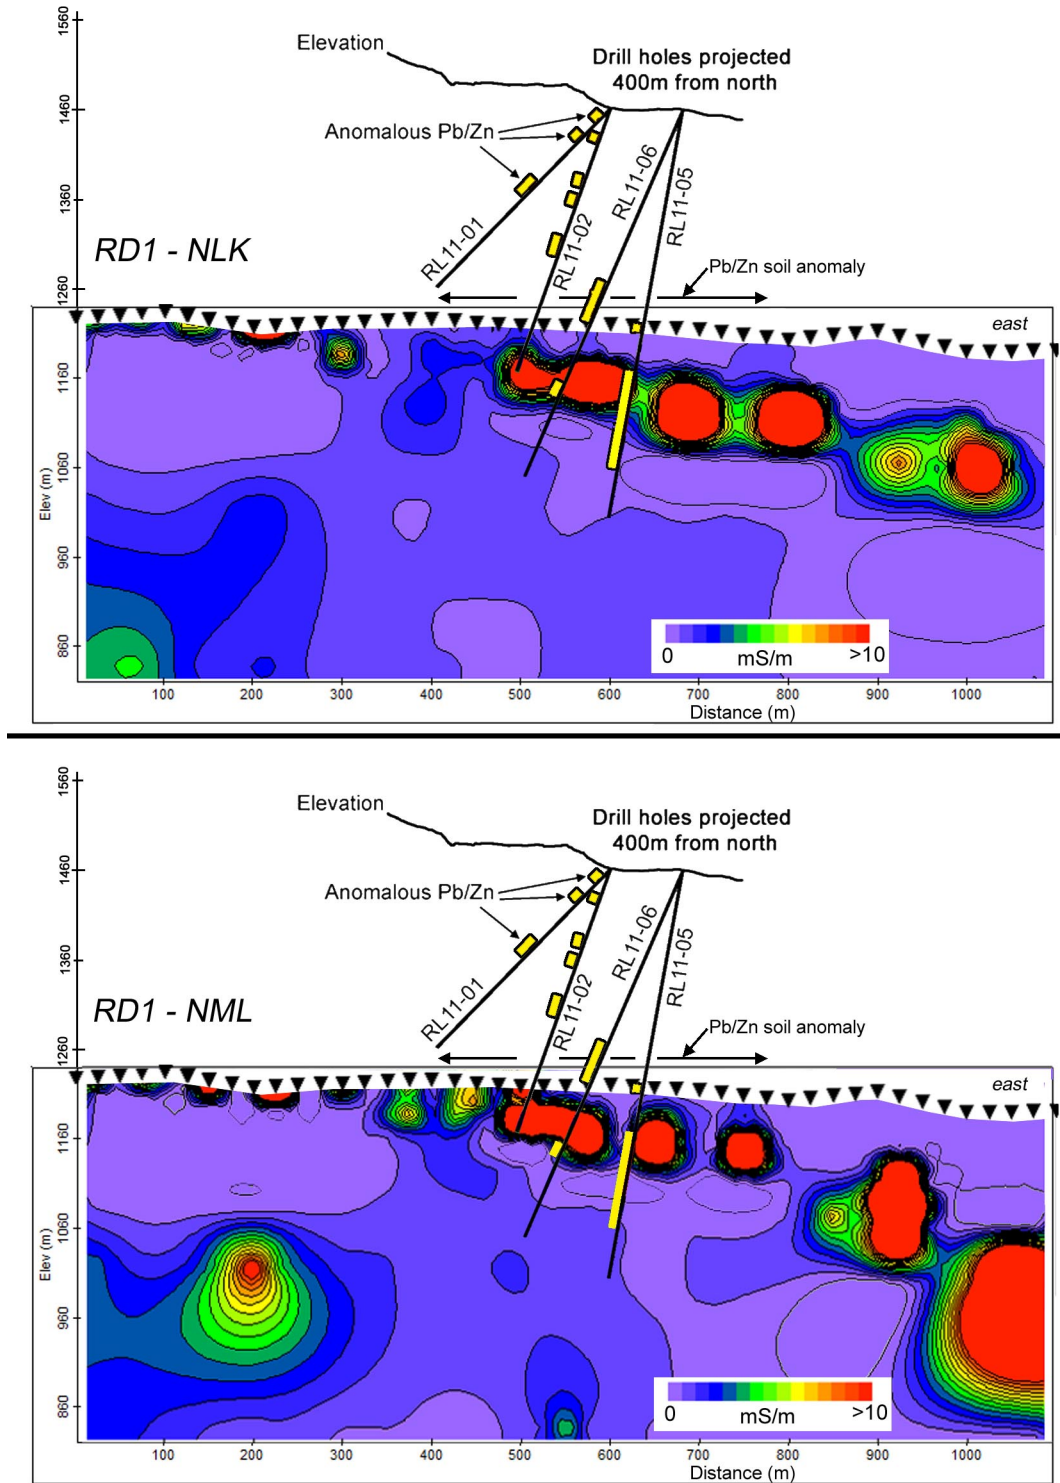 1560
Elevation
Drill holes projected
400m from north
1460
Anomalous Pb/Zn
RL11-06
RL11-05
1360
RL11-01
RL11-02
RD1 - NLK
Pb/Zn soil anomaly
1260
east
1160
1060
Elev (m)
960
860
0 mS/m >10
100 200 300 400 500 600 700 800 900 1000
Distance (m)
1560
Elevation
Drill holes projected
400m from north
1460
Anomalous Pb/Zn
RL11-06
RL11-05
1360
RL11-01
RL11-02
RD1 - NML
Pb/Zn soil anomaly
1260
east
1160
1060
Elev (m)
960
860
0 mS/m >10
100 200 300 400 500 600 700 800 900 1000
Distance (m)